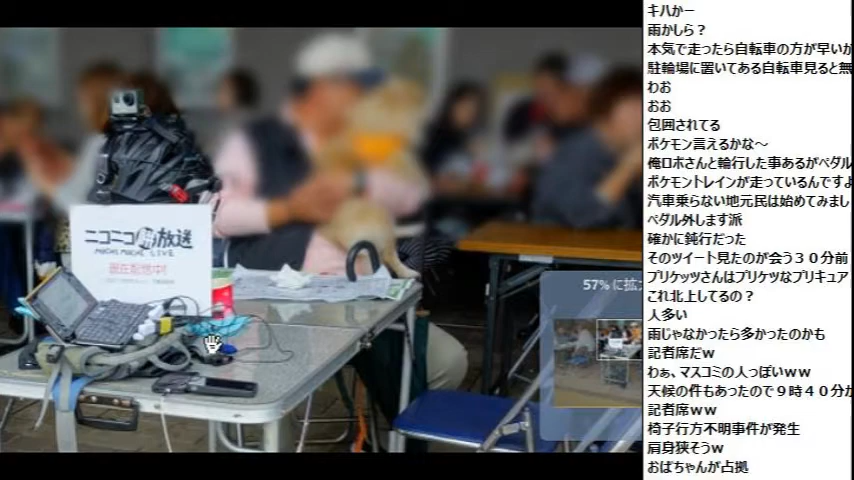 ニコニコ生放送
NICO NICO LIVE
現在配信中!
57% に拡
キハかー
雨かしら？
本気で走ったら自転車の方が早いか
駐輪場に置いてある自転車見ると無
わお
おお
包囲されてる
ポケモン言えるかな～
俺ロホさんと輪行した事あるがペダル
ポケモントレインが走っているんですよ
汽車乗らない地元民は始めてみまし
ペダル外します派
確かに鈍行だった
そのツイート見たのが会う３０分前
プリケッツさんはプリケツなプリキュア
これ北上してるの？
人多い
雨じゃなかったら多かったのかも
記者席だｗ
わぁ、マスコミの人っぽいｗｗ
天候の件もあったので９時４０分か
記者席ｗｗ
椅子行方不明事件が発生
肩身狭そうｗ
おばちゃんが占拠